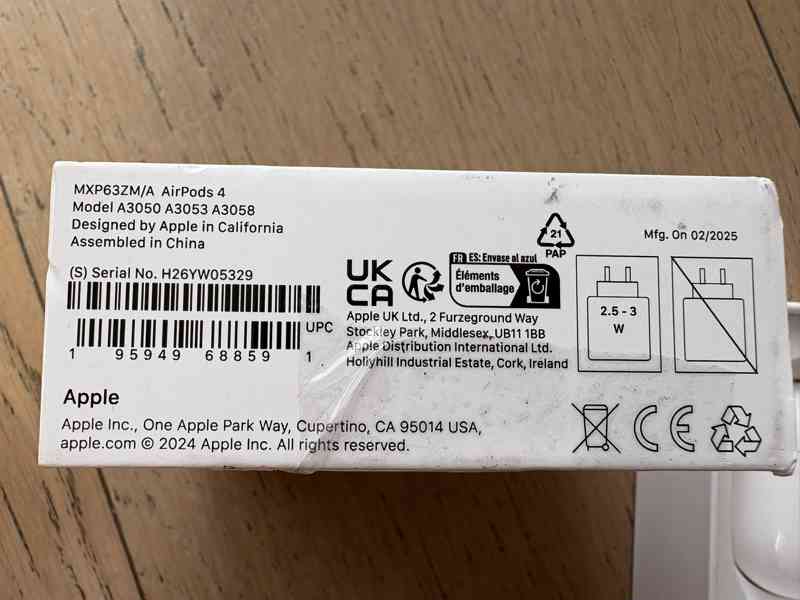 MXP63ZM/A AirPods 4
Model A3050 A3053 A3058
Designed by Apple in California
Assembled in China
(S) Serial No. H26YW05329
UPC
1 95949 68859 1
Apple
Apple Inc., One Apple Park Way, Cupertino, CA 95014 USA,
apple.com © 2024 Apple Inc. All rights reserved.
UK
CA
FR ES: Envase al azul
Éléments
d'emballage
Apple UK Ltd., 2 Furzeground Way
Stockley Park, Middlesex, UB11 1BB
Apple Distribution International Ltd.
Hollyhill Industrial Estate, Cork, Ireland
21
PAP
Mfg. On 02/2025
2.5 - 3
W
CE